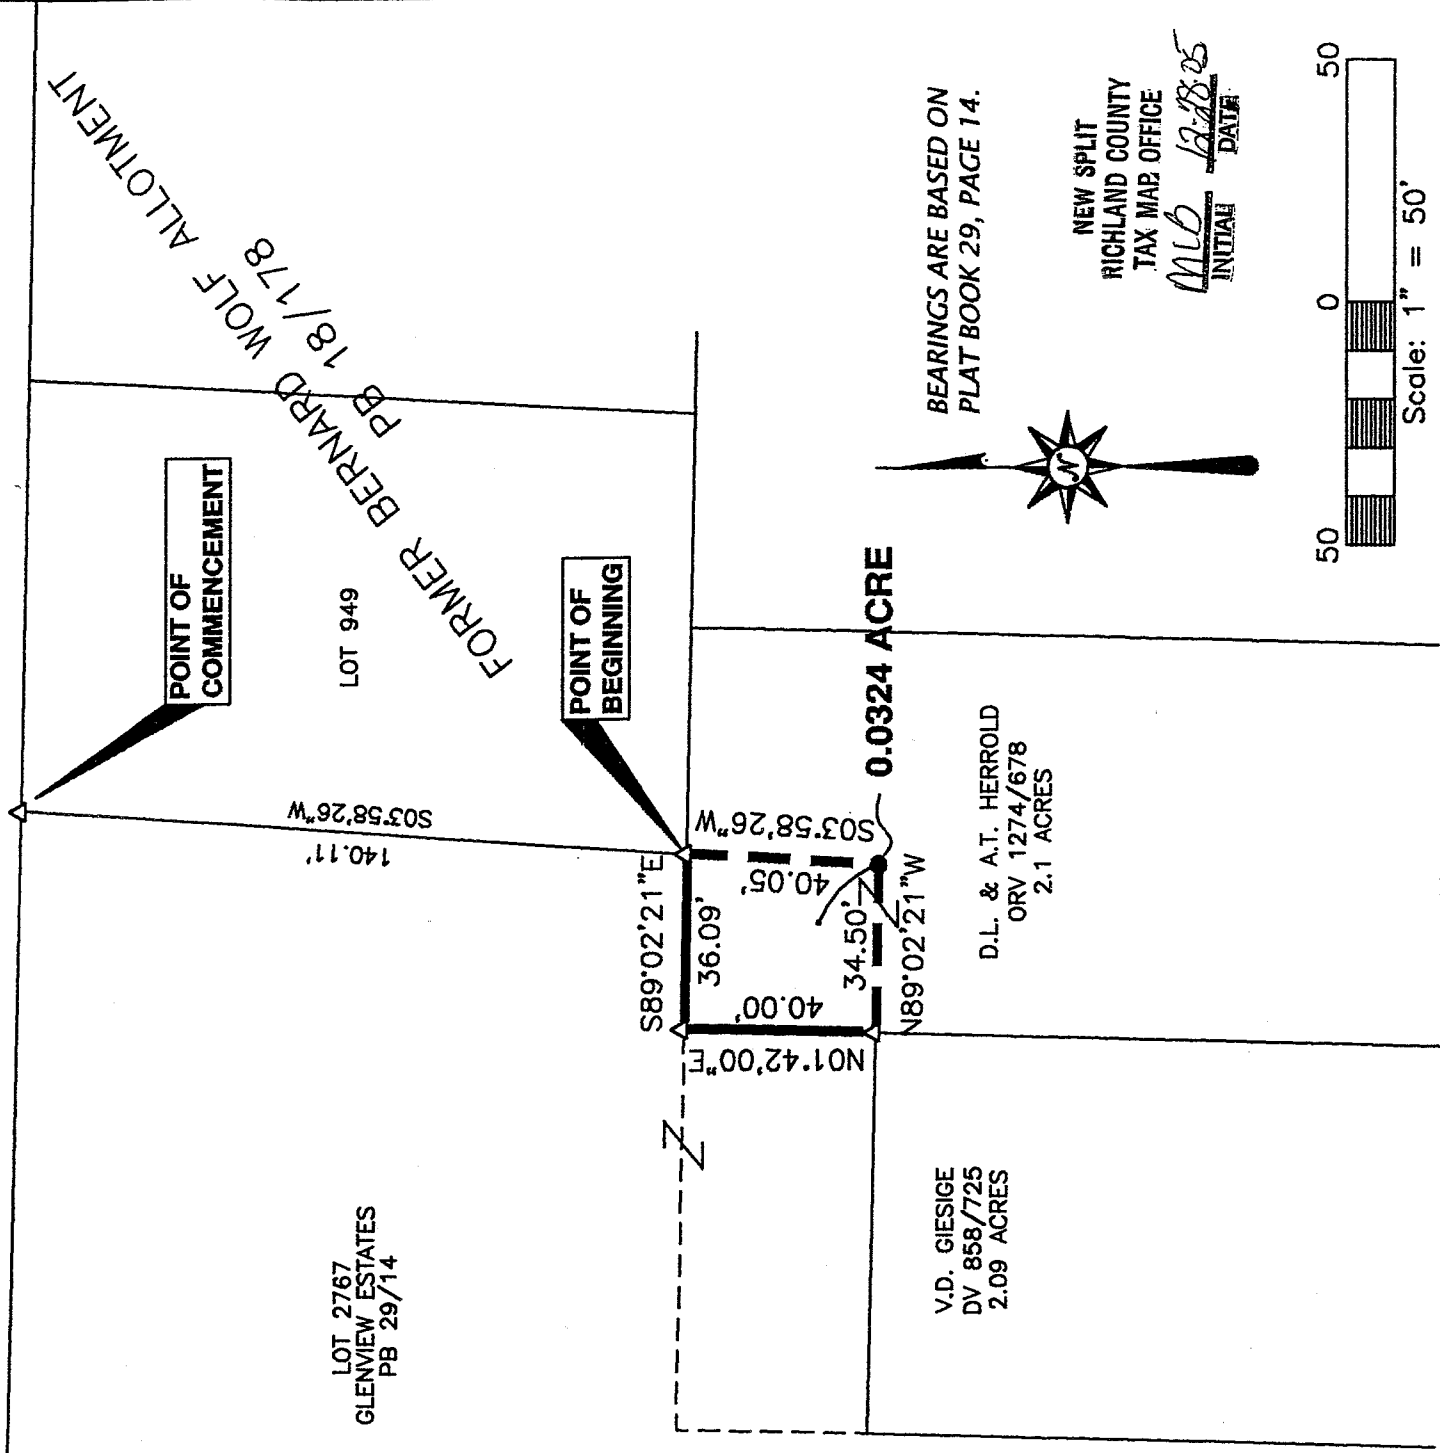 FORMER BERNARD WOLF ALLOTMENT
PB 18/178
POINT OF
COMMENCEMENT
LOT 949
POINT OF
BEGINNING
S03°58'26"W
140.11'
S89°02'21"E
36.09'
S03°58'26"W
40.05'
34.50'
N89°02'21"W
40.00'
N01°42'00"E
0.0324 ACRE
LOT 2767
GLENVIEW ESTATES
PB 29/14
V.D. GIESIGE
DV 858/725
2.09 ACRES
D.L. & A.T. HERROLD
ORV 1274/678
2.1 ACRES
BEARINGS ARE BASED ON
PLAT BOOK 29, PAGE 14.
N
NEW SPLIT
RICHLAND COUNTY
TAX MAP OFFICE
MLB 12-28-05
INITIAL DATE
50 0 50
Scale: 1" = 50'